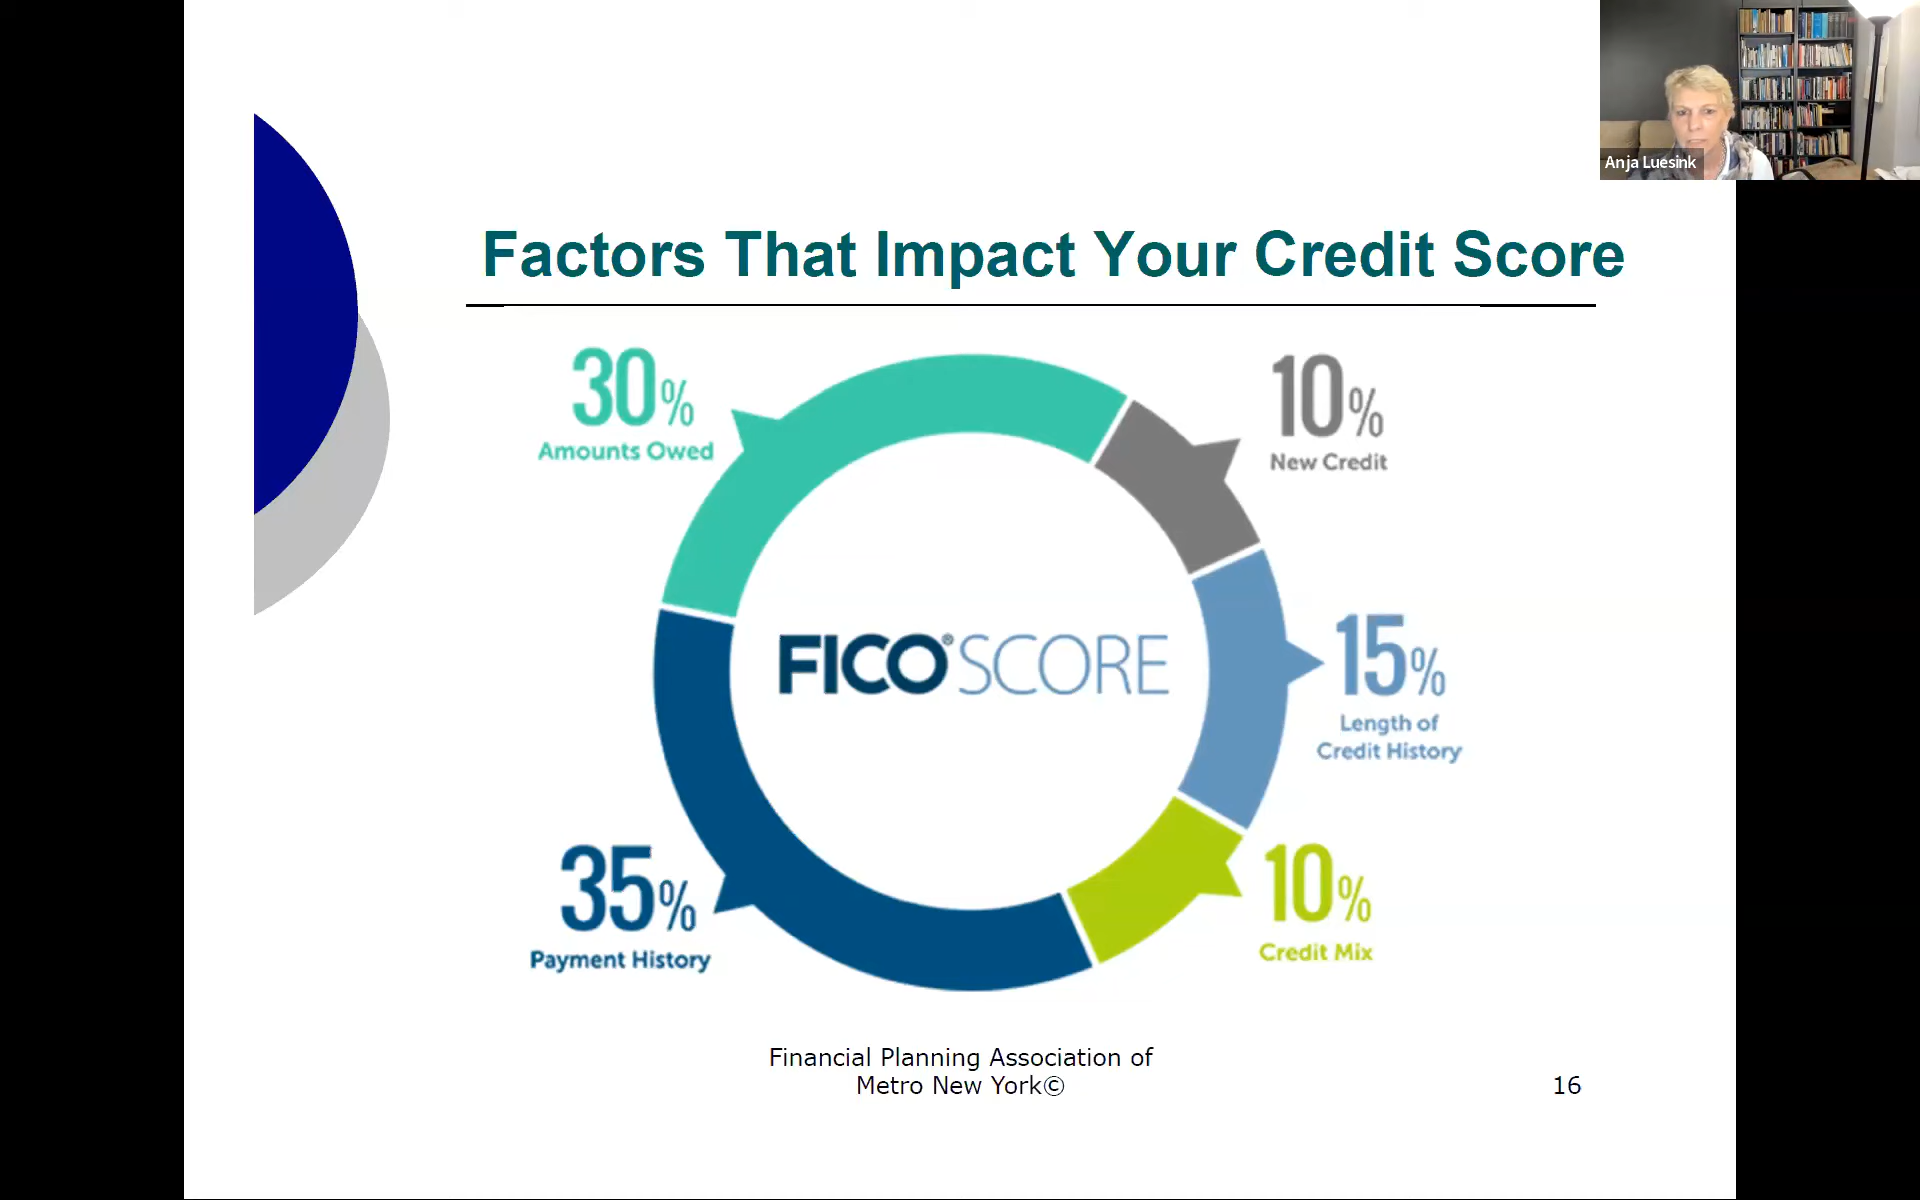 Anja Luesink
Factors That Impact Your Credit Score
30%
Amounts Owed
10%
New Credit
FICO® SCORE
15%
Length of
Credit History
35%
Payment History
10%
Credit Mix
Financial Planning Association of
Metro New York©
16